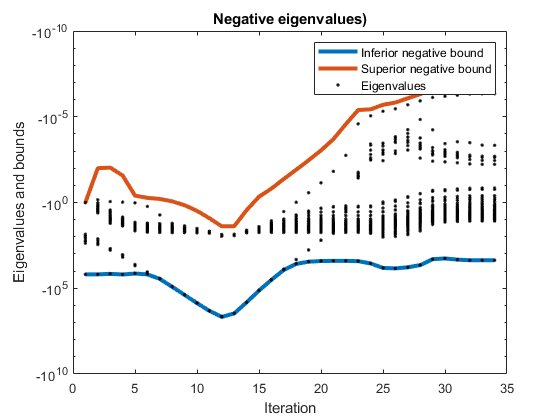 Negative eigenvalues)
-10^-10
Inferior negative bound
Superior negative bound
Eigenvalues
-10^-5
-10^0
-10^5
-10^10
Eigenvalues and bounds
0 5 10 15 20 25 30 35
Iteration